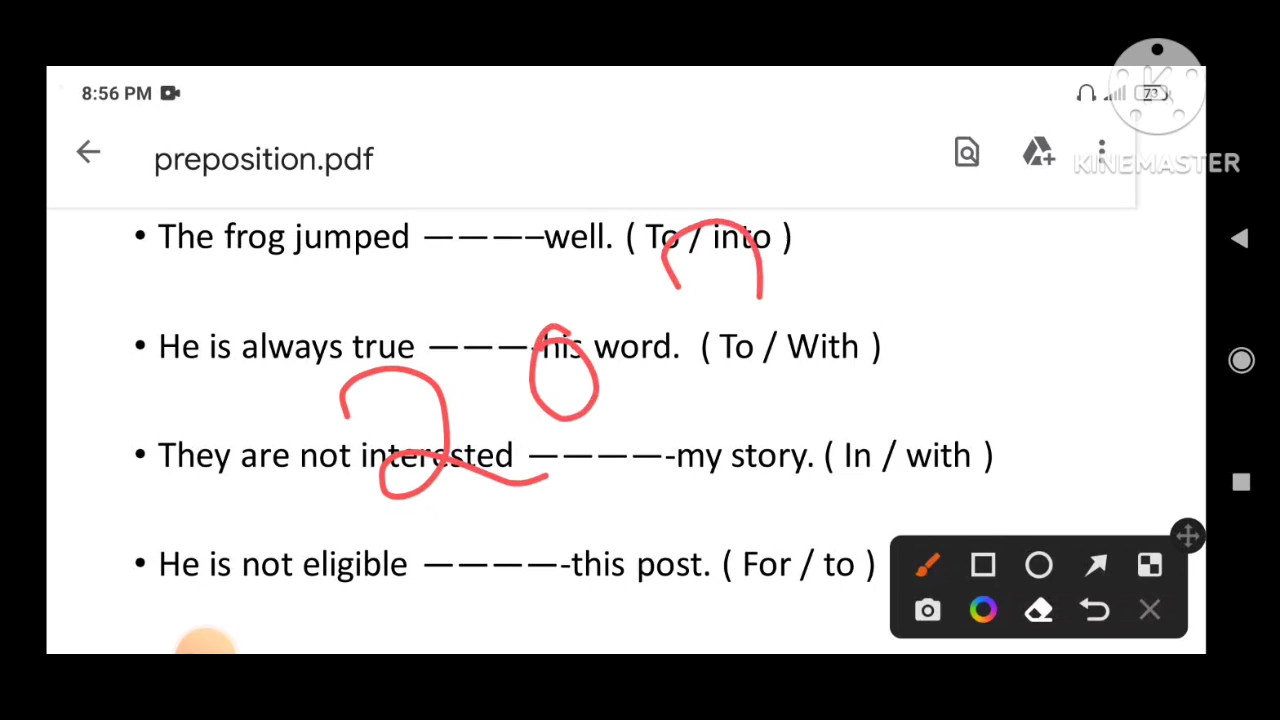 8:56 PM
73
KINEMASTER
preposition.pdf
• The frog jumped ————well. ( To / into )
• He is always true ————his word. ( To / With )
• They are not interested ————-my story. ( In / with )
• He is not eligible ————-this post. ( For / to )